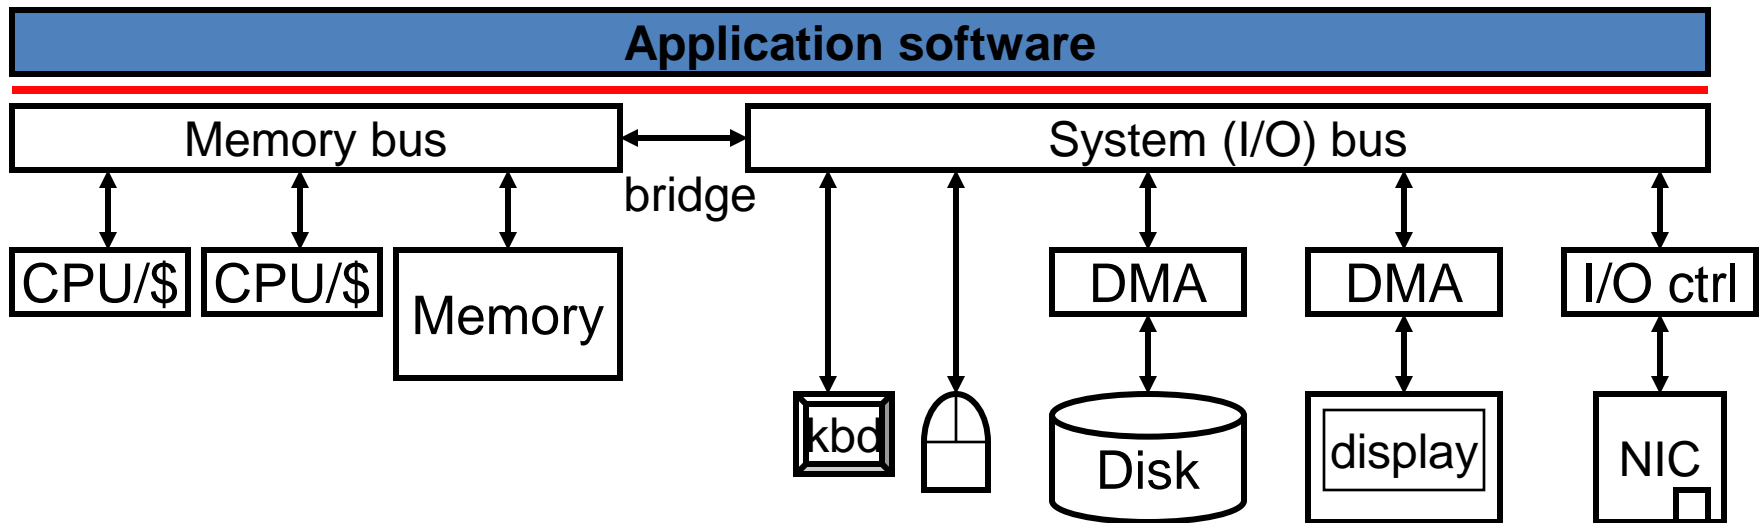 Application software
Memory bus
System (I/O) bus
bridge
CPU/$
CPU/$
Memory
DMA
DMA
I/O ctrl
kbd
Disk
display
NIC